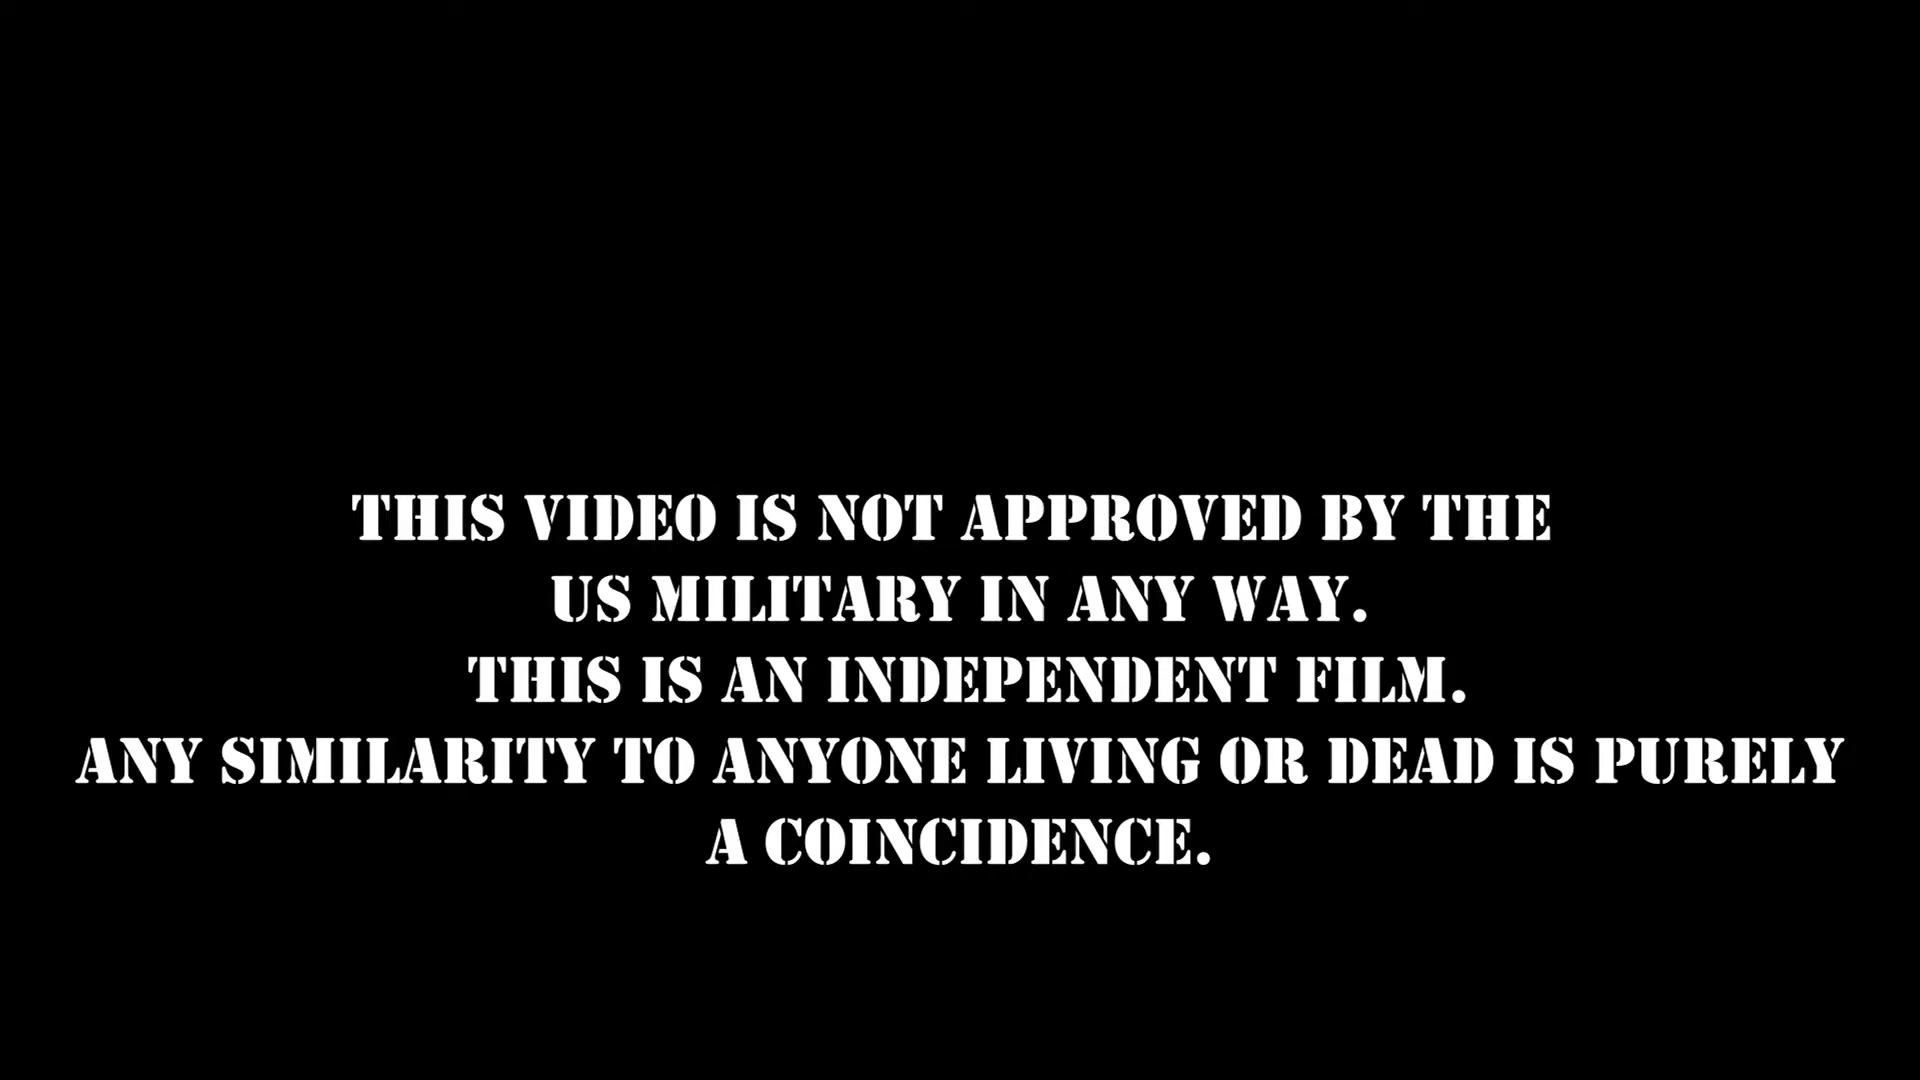 THIS VIDEO IS NOT APPROVED BY THE
US MILITARY IN ANY WAY.
THIS IS AN INDEPENDENT FILM.
ANY SIMILARITY TO ANYONE LIVING OR DEAD IS PURELY
A COINCIDENCE.